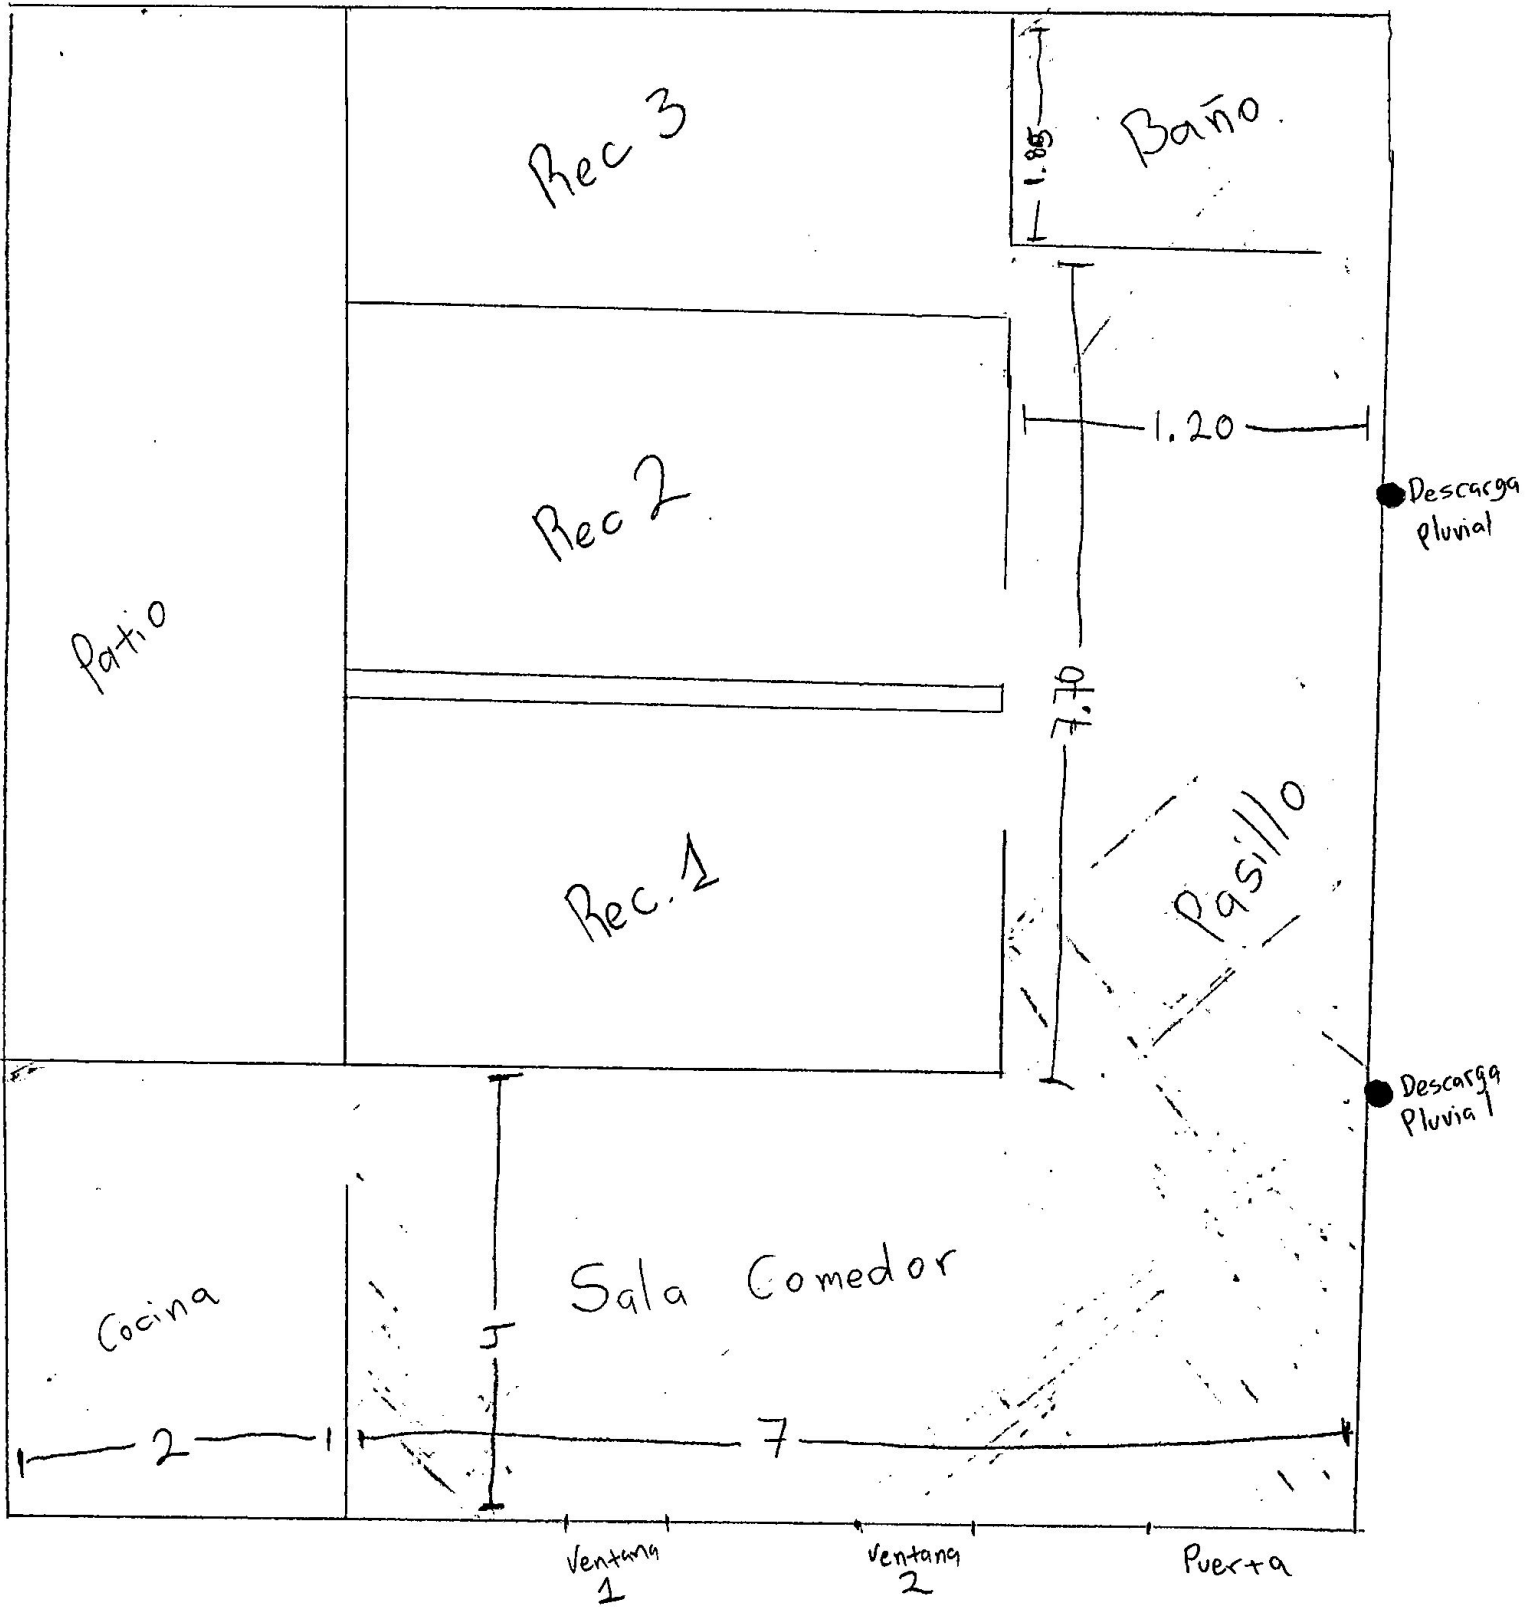 Rec 3
Baño
1.85
1.20
Descarga
pluvial
Rec 2
Patio
7.70
Pasillo
Rec. 1
Descarga
Pluvial
Sala Comedor
4
Cocina
2
7
Ventana
1
Ventana
2
Puerta